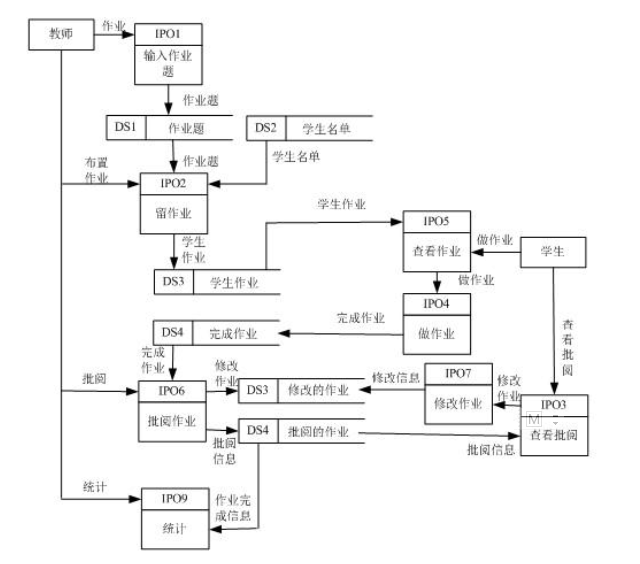 教师
作业
IPO1
输入作业
题
作业题
DS1
作业题
DS2
学生名单
布置
作业
作业题
学生名单
IPO2
留作业
学生作业
IPO5
查看作业
做作业
学生
学生
作业
DS3
学生作业
做作业
IPO4
做作业
完成作业
DS4
完成作业
查
看
批
阅
完成
作业
批阅
IPO6
批阅作业
修改
作业
DS3
修改的作业
修改信息
IPO7
修改作业
修改
作业
IPO3
查看批阅
M
批阅
信息
DS4
批阅的作业
批阅信息
统计
IPO9
统计
作业完
成信息